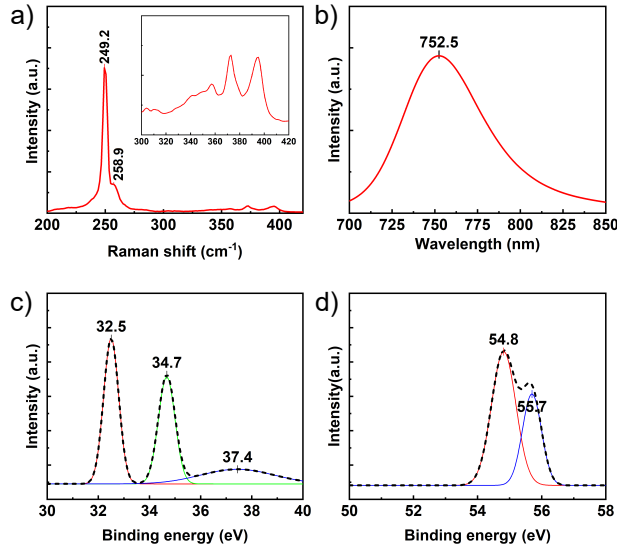 a)
249.2
258.9
Intensity (a.u.)
300 320 340 360 380 400 420
200 250 300 350 400
Raman shift (cm⁻¹)
b)
752.5
Intensity (a.u.)
700 725 750 775 800 825 850
Wavelength (nm)
c)
32.5
34.7
37.4
Intensity (a.u.)
30 32 34 36 38 40
Binding energy (eV)
d)
54.8
55.7
Intensity(a.u.)
50 52 54 56 58
Binding energy (eV)